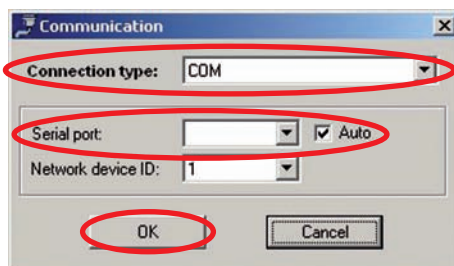 Communication
Connection type: COM
Serial port: Auto
Network device ID: 1
OK Cancel